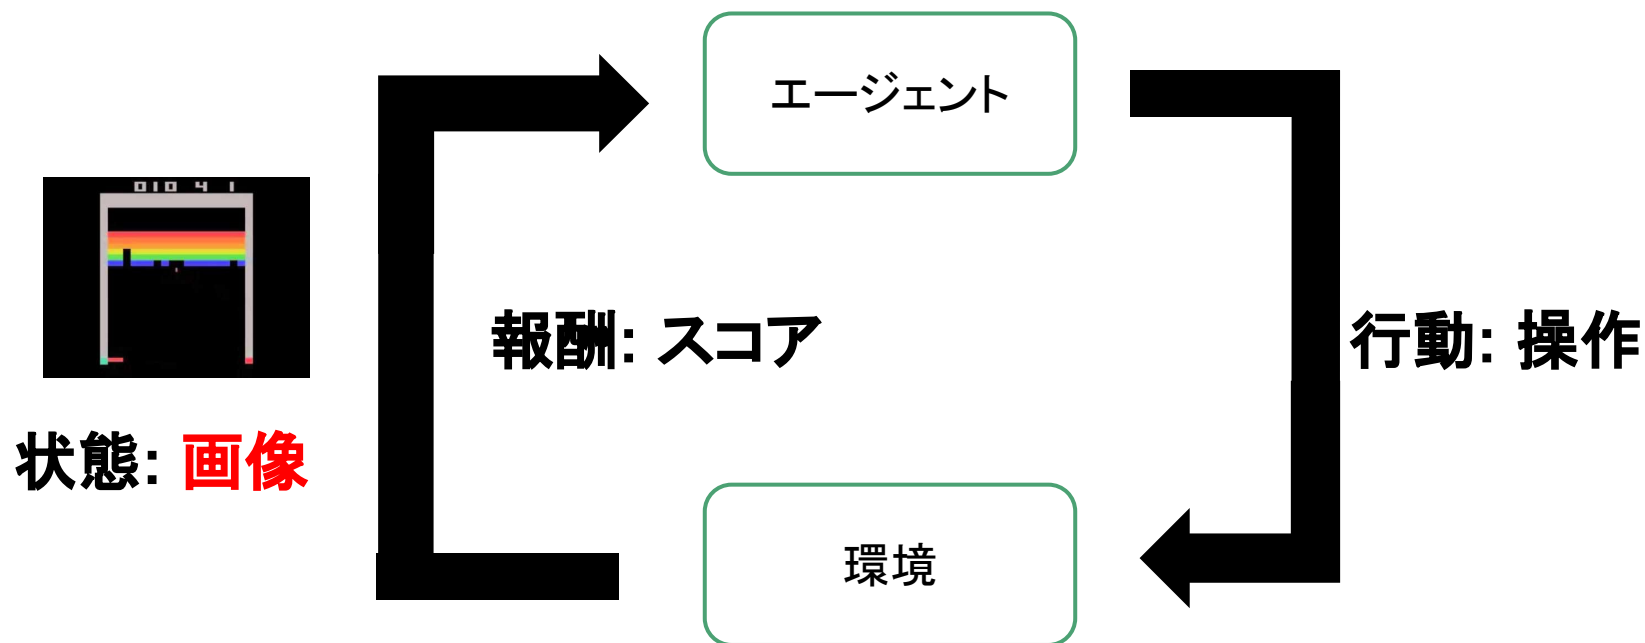 エージェント
010 4 1
報酬: スコア
行動: 操作
状態: 画像
環境